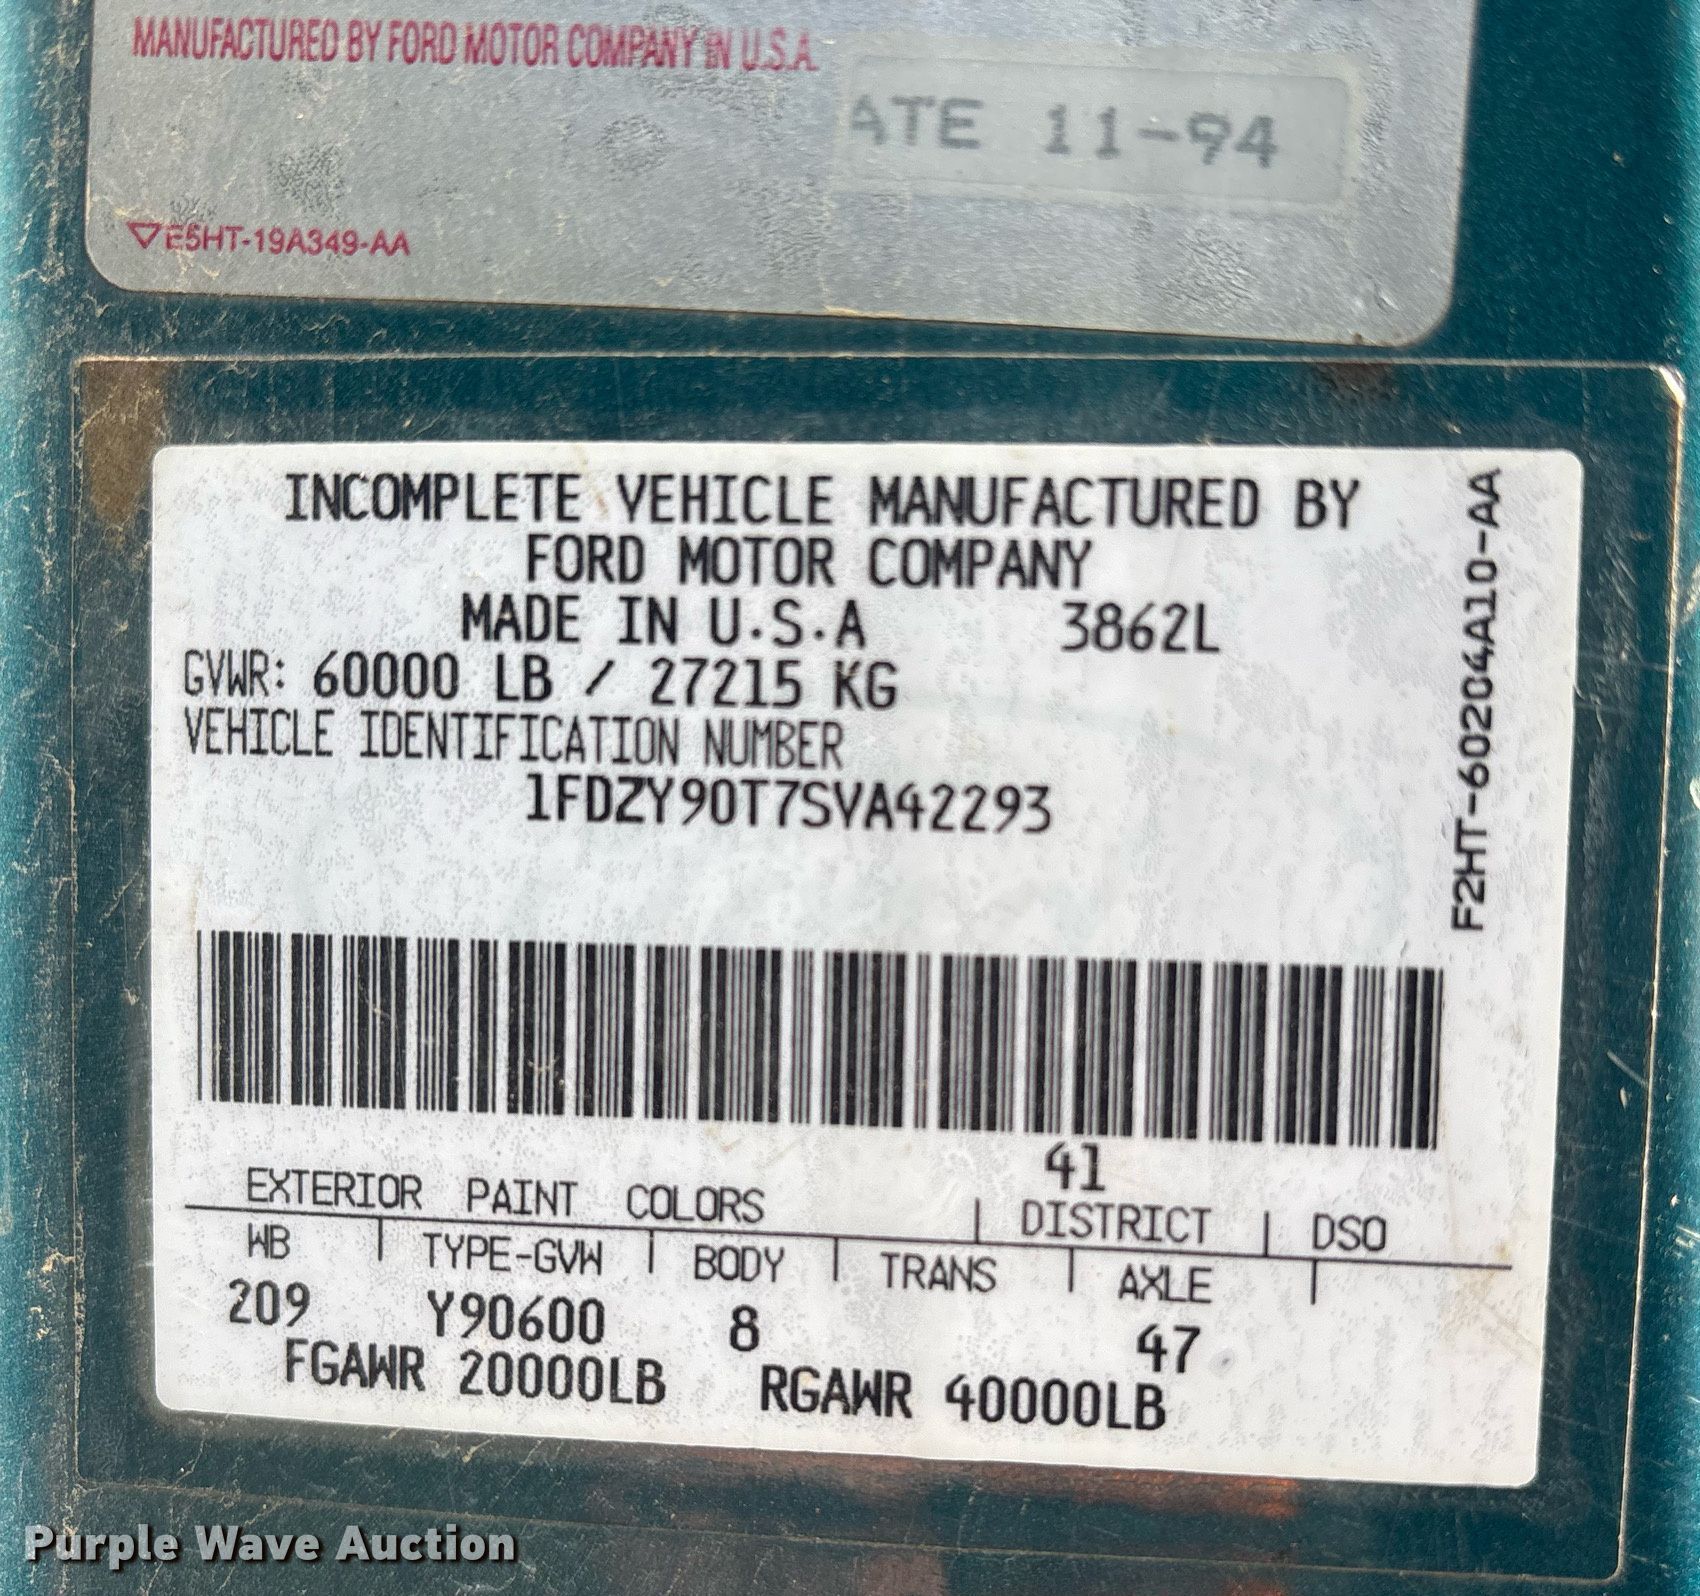 MANUFACTURED BY FORD MOTOR COMPANY IN U.S.A.
ATE 11-94
▽E5HT-19A349-AA
INCOMPLETE VEHICLE MANUFACTURED BY
FORD MOTOR COMPANY
MADE IN U.S.A 3862L
GVWR: 60000 LB / 27215 KG
VEHICLE IDENTIFICATION NUMBER
1FDZY90T7SVA42293
F2HT-60204A10-AA
41
EXTERIOR PAINT COLORS | DISTRICT | DSO
WB | TYPE-GVW | BODY | TRANS | AXLE |
209 Y90600 8 47
FGAWR 20000LB RGAWR 40000LB
Purple Wave Auction